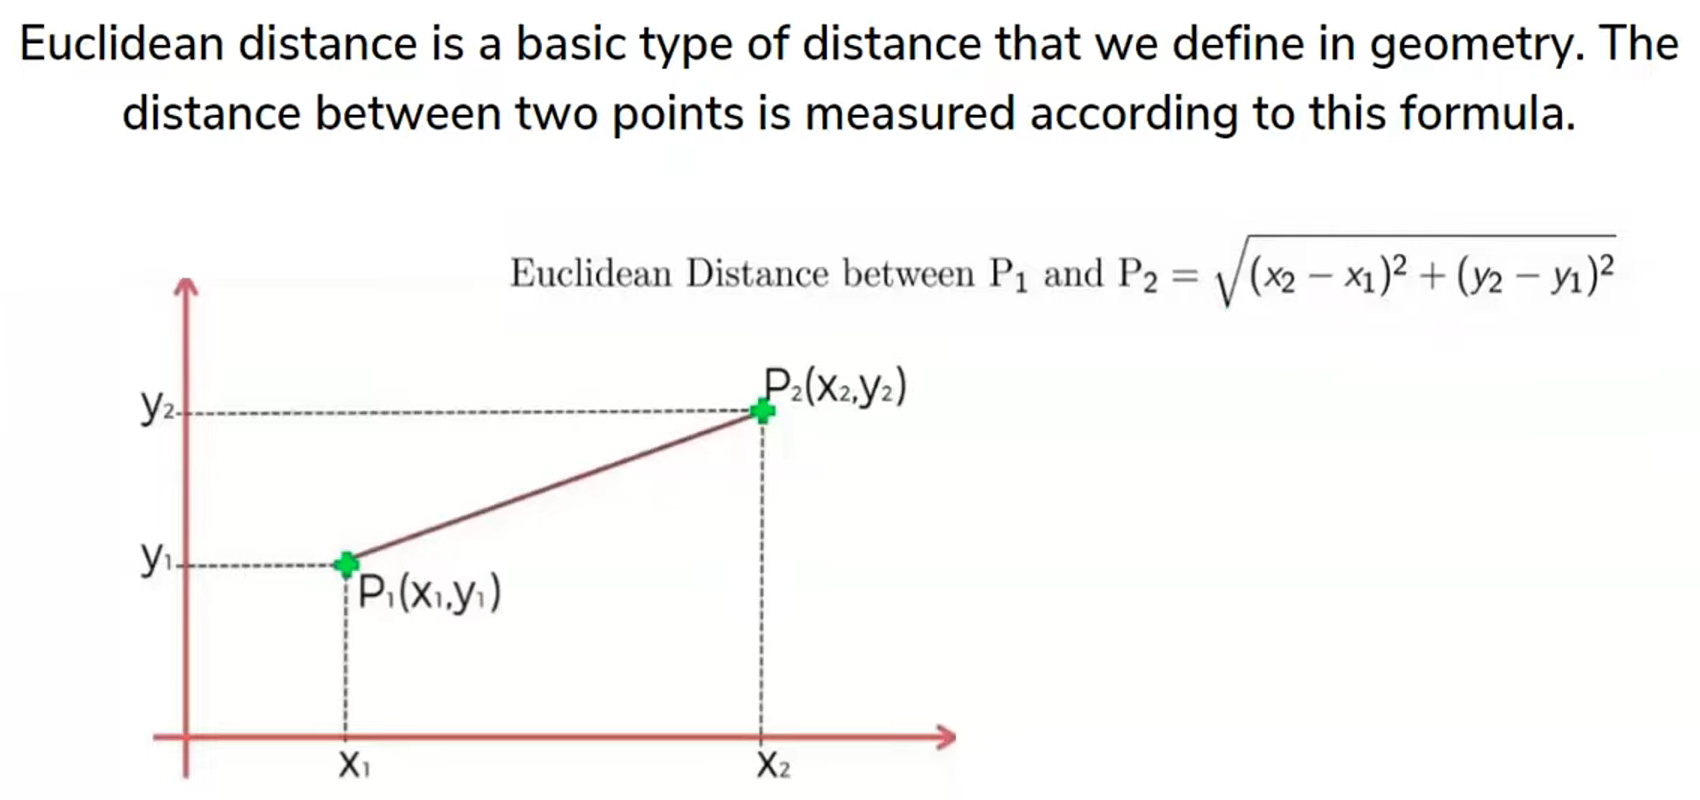 Euclidean distance is a basic type of distance that we define in geometry. The
distance between two points is measured according to this formula.
Euclidean Distance between P₁ and P₂ = √(x₂ − x₁)² + (y₂ − y₁)²
P₂(x₂,y₂)
y₂
y₁
P₁(x₁,y₁)
x₁
x₂